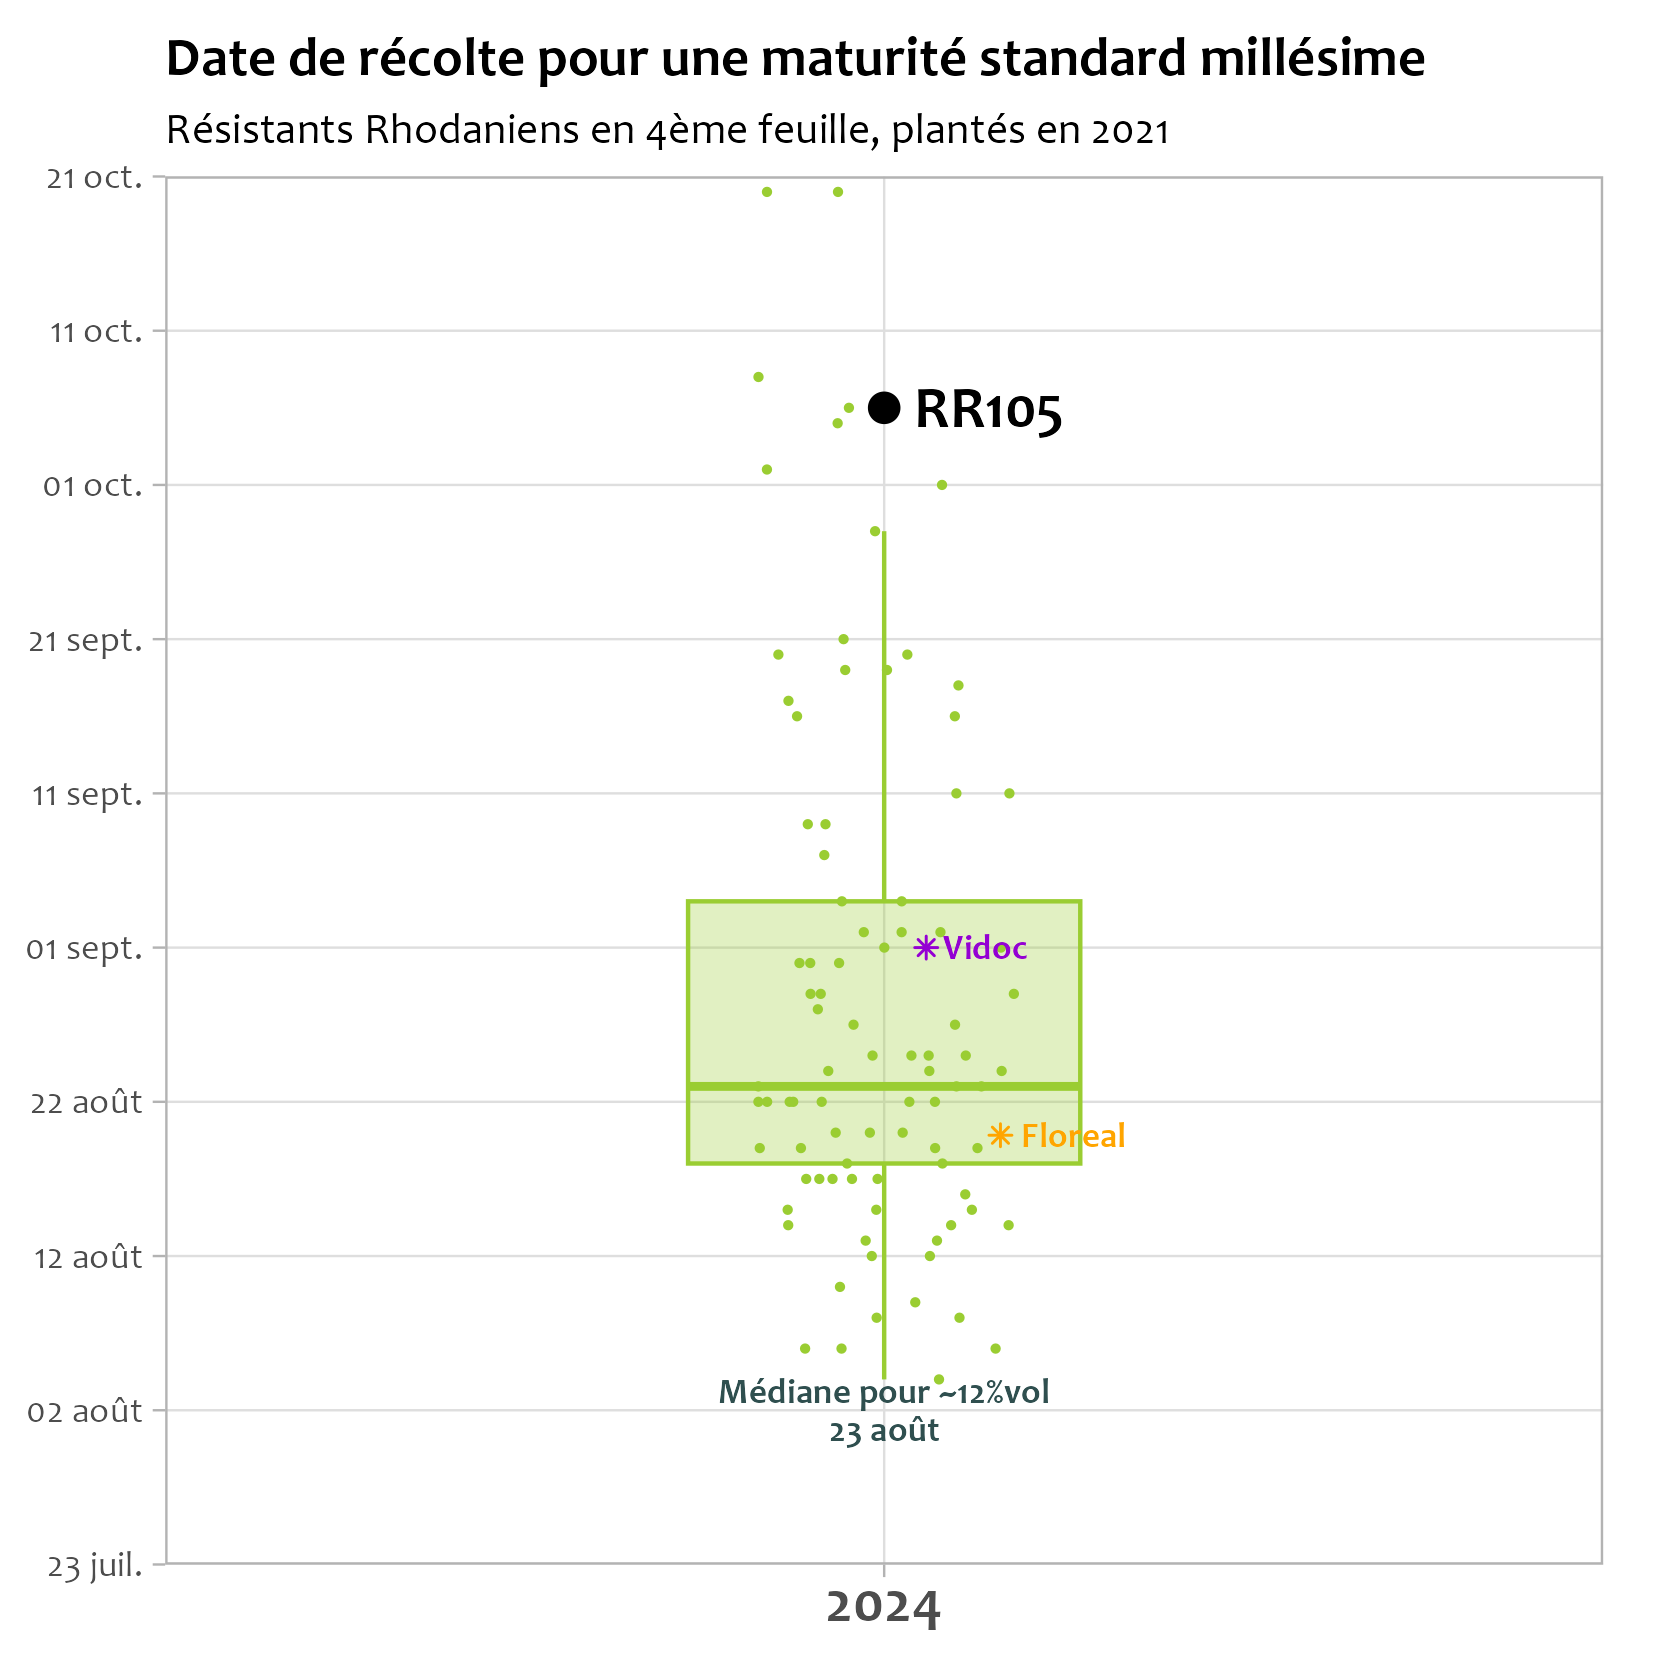 Date de récolte pour une maturité standard millésime
Résistants Rhodaniens en 4ème feuille, plantés en 2021
21 oct.
11 oct.
RR105
01 oct.
21 sept.
11 sept.
01 sept.
Vidoc
22 août
Floreal
12 août
Médiane pour ~12%vol
02 août
23 août
23 juil.
2024